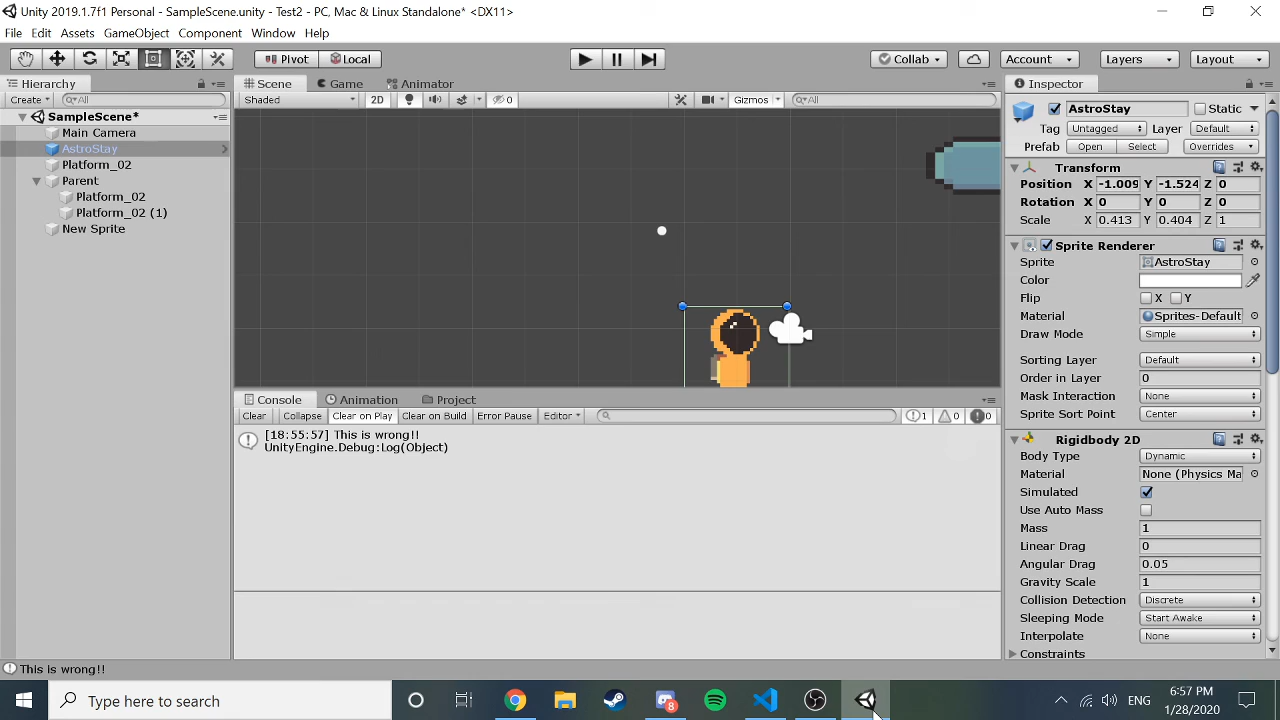 Unity 2019.1.7f1 Personal - SampleScene.unity - Test2 - PC, Mac & Linux Standalone* <DX11>
File Edit Assets GameObject Component Window Help
Pivot Local Collab Account Layers Layout
Hierarchy
Create All
SampleScene*
Main Camera
AstroStay
Platform_02
Parent
Platform_02
Platform_02 (1)
New Sprite
Scene Game Animator
Shaded 2D 0 Gizmos All
Console Animation Project
Clear Collapse Clear on Play Clear on Build Error Pause Editor 1 0 0
[18:55:57] This is wrong!!
UnityEngine.Debug:Log(Object)
Inspector
AstroStay Static
Tag Untagged Layer Default
Prefab Open Select Overrides
Transform
Position X -1.009 Y -1.524 Z 0
Rotation X 0 Y 0 Z 0
Scale X 0.413 Y 0.404 Z 1
Sprite Renderer
Sprite AstroStay
Color
Flip X Y
Material Sprites-Default
Draw Mode Simple
Sorting Layer Default
Order in Layer 0
Mask Interaction None
Sprite Sort Point Center
Rigidbody 2D
Body Type Dynamic
Material None (Physics Ma
Simulated
Use Auto Mass
Mass 1
Linear Drag 0
Angular Drag 0.05
Gravity Scale 1
Collision Detection Discrete
Sleeping Mode Start Awake
Interpolate None
Constraints
This is wrong!!
Type here to search
8
ENG
6:57 PM
1/28/2020